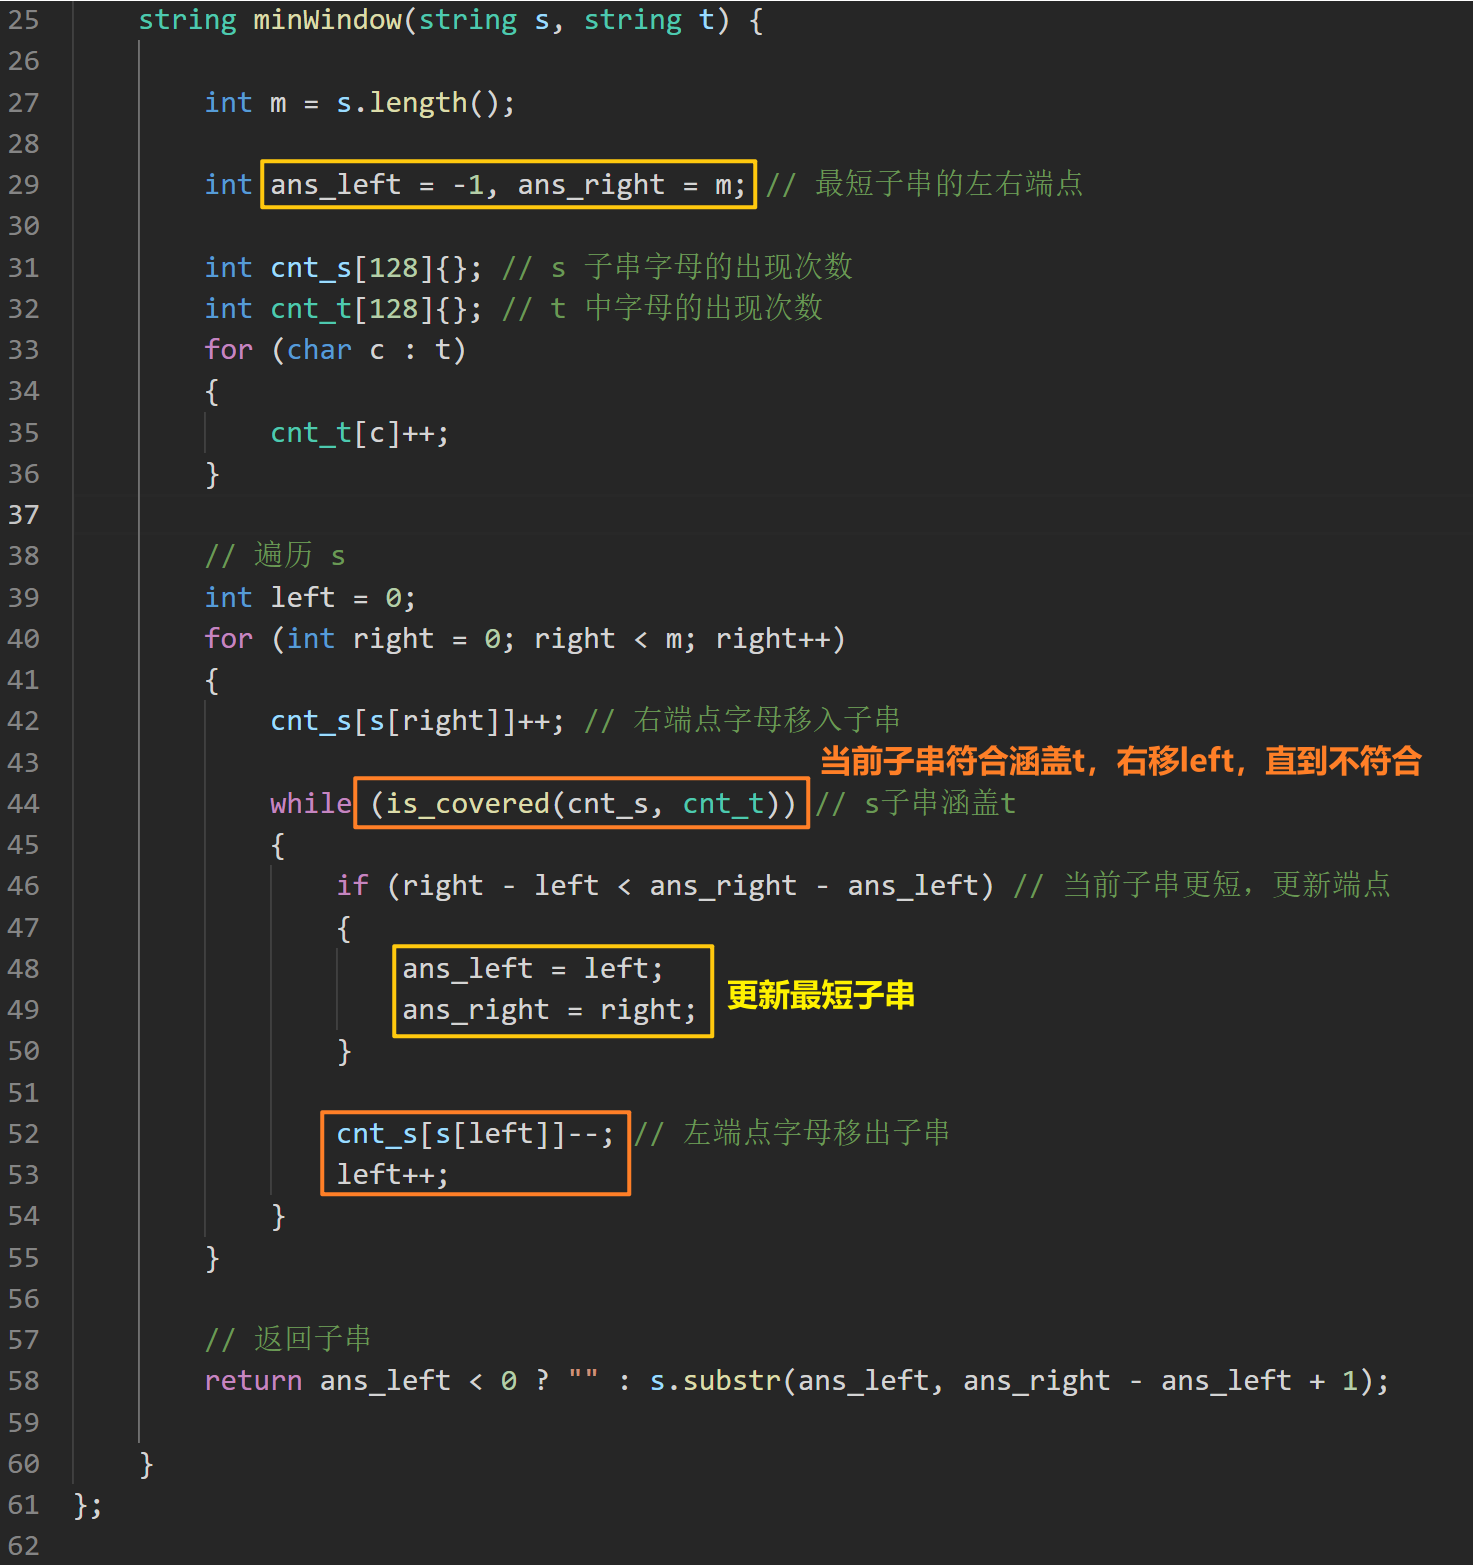 25 string minWindow(string s, string t) {
26
27 int m = s.length();
28
29 int ans_left = -1, ans_right = m; // 最短子串的左右端点
30
31 int cnt_s[128]{}; // s 子串字母的出现次数
32 int cnt_t[128]{}; // t 中字母的出现次数
33 for (char c : t)
34 {
35 cnt_t[c]++;
36 }
37
38 // 遍历 s
39 int left = 0;
40 for (int right = 0; right < m; right++)
41 {
42 cnt_s[s[right]]++; // 右端点字母移入子串
43 当前子串符合涵盖t，右移left，直到不符合
44 while (is_covered(cnt_s, cnt_t)) // s子串涵盖t
45 {
46 if (right - left < ans_right - ans_left) // 当前子串更短，更新端点
47 {
48 ans_left = left;
更新最短子串
49 ans_right = right;
50 }
51
52 cnt_s[s[left]]--; // 左端点字母移出子串
53 left++;
54 }
55 }
56
57 // 返回子串
58 return ans_left < 0 ? "" : s.substr(ans_left, ans_right - ans_left + 1);
59
60 }
61 };
62